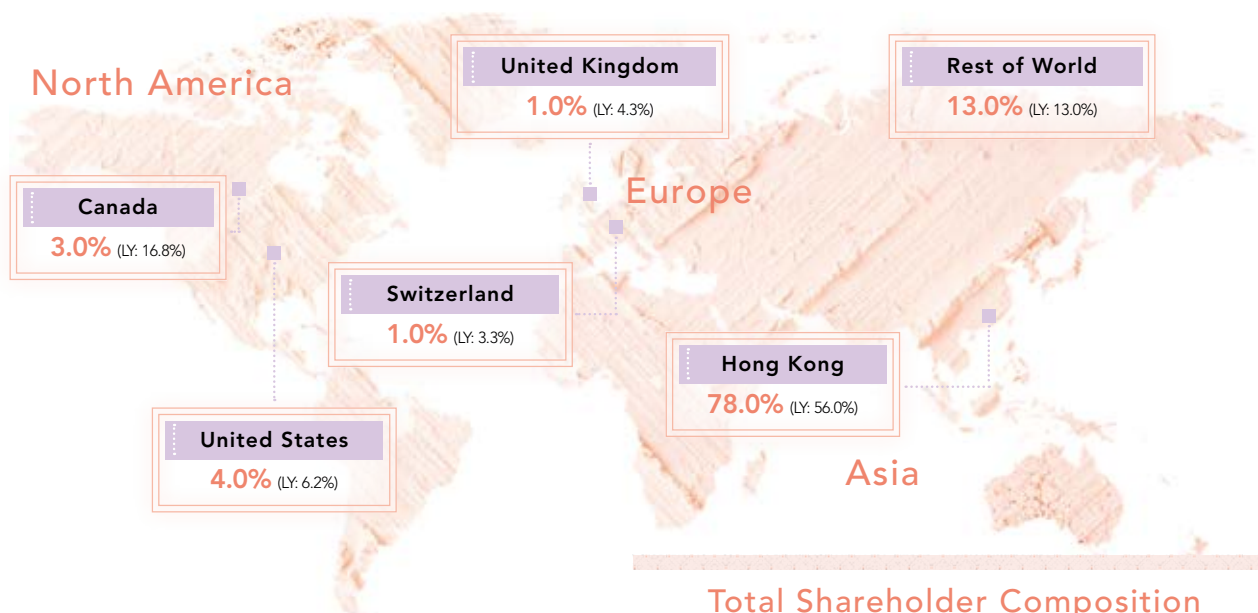 North America
United Kingdom
1.0% (LY: 4.3%)
Rest of World
13.0% (LY: 13.0%)
Europe
Canada
3.0% (LY: 16.8%)
Switzerland
1.0% (LY: 3.3%)
Hong Kong
78.0% (LY: 56.0%)
United States
4.0% (LY: 6.2%)
Asia
Total Shareholder Composition